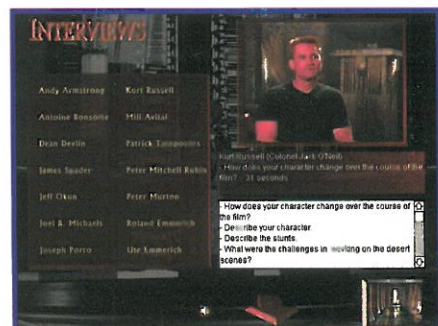 INTERVIEWS
Andy Armstrong
Kurt Russell
Antoine Ransome
Mili Avital
Dean Devlin
Patrick Tatopoulos
James Spader
Peter Mitchell Rubin
Jeff Okun
Peter Murton
Joel B. Michaels
Roland Emmerich
Joseph Porro
Ute Emmerich
Kurt Russell (Colonel Jack O'Neil)
- How does your character change over the course of the
film? - 31 seconds
- How does your character change over the course of
the film?
- Describe your character.
- Describe the stunts.
- What were the challenges in working on the desert
scenes?